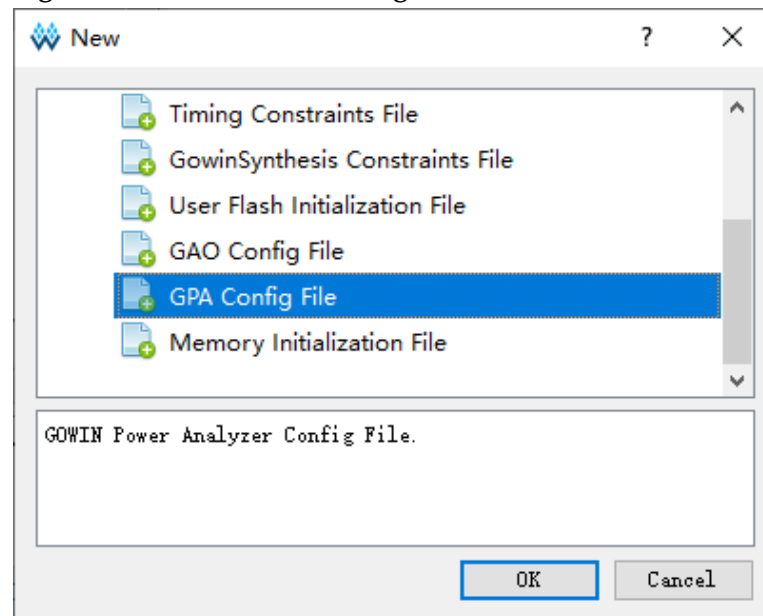 New
?
Timing Constraints File
GowinSynthesis Constraints File
User Flash Initialization File
GAO Config File
GPA Config File
Memory Initialization File
GOWIN Power Analyzer Config File.
OK Cancel